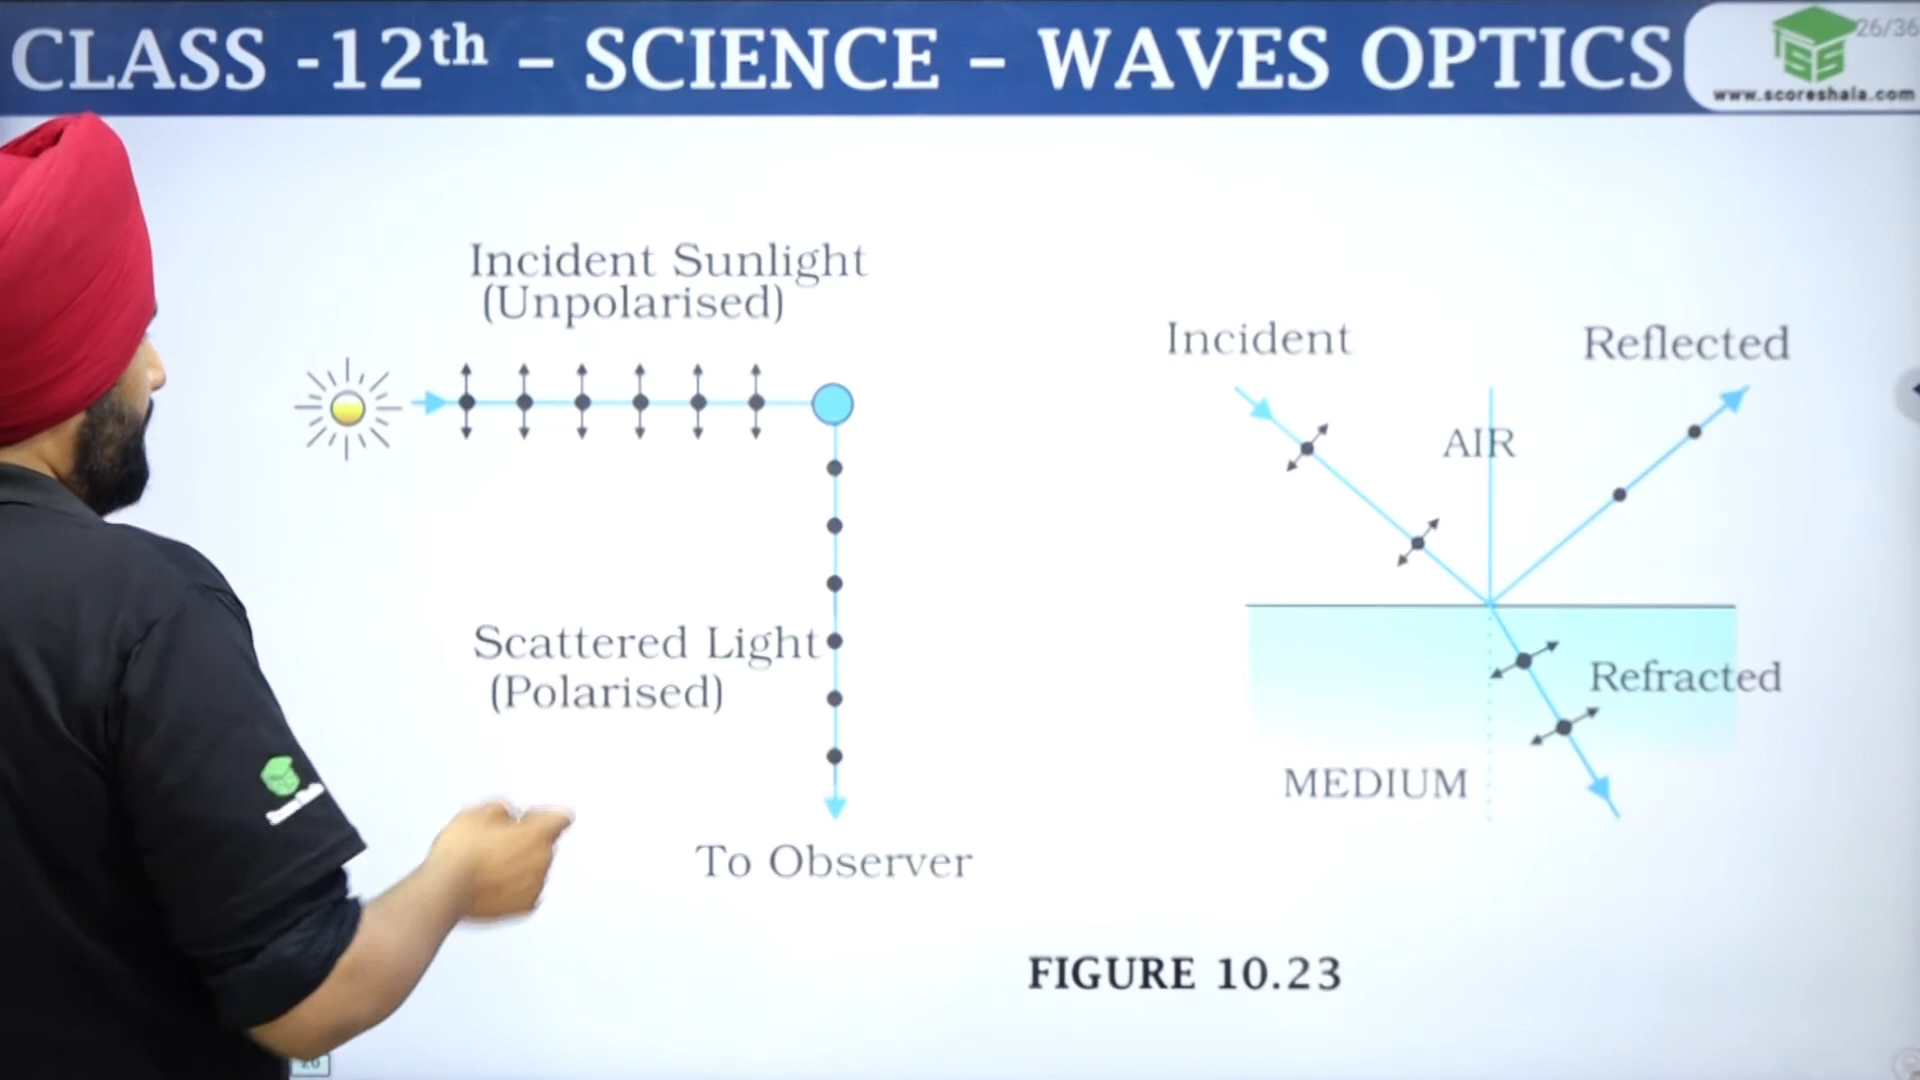 CLASS -12th – SCIENCE – WAVES OPTICS
26/36
www.scoreshala.com
Incident Sunlight
(Unpolarised)
Scattered Light
(Polarised)
To Observer
Incident
Reflected
AIR
Refracted
MEDIUM
FIGURE 10.23